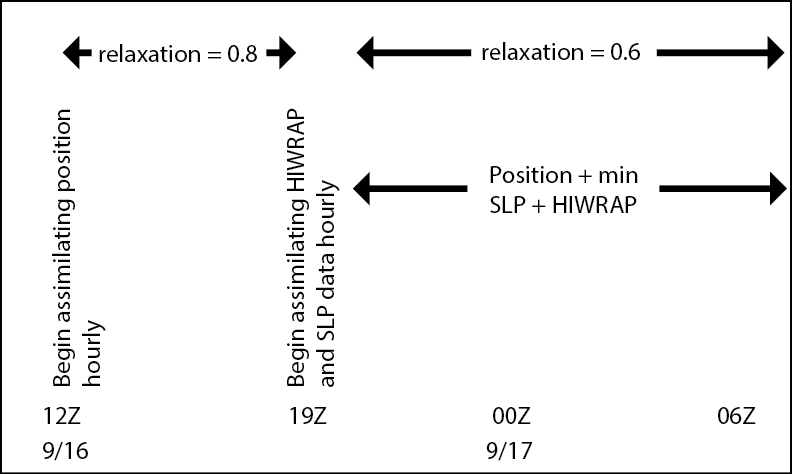 relaxation = 0.8
relaxation = 0.6
Begin assimilating position
hourly
Begin assimilating HIWRAP
and SLP data hourly
Position + min
SLP + HIWRAP
12Z
19Z
00Z
06Z
9/16
9/17